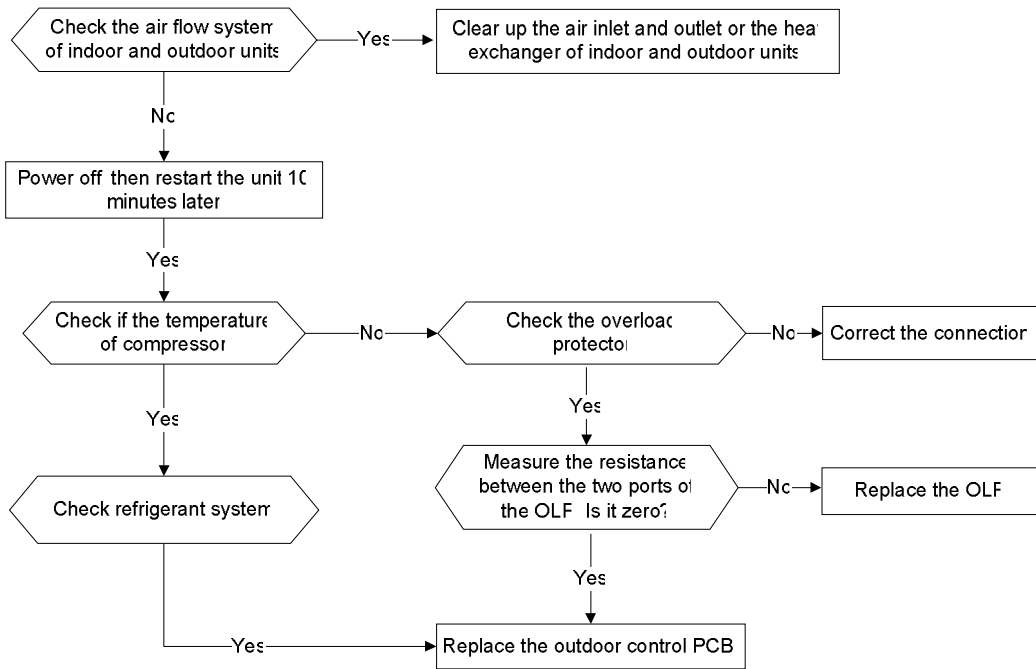 Check the air flow system
of indoor and outdoor units
Yes
Clear up the air inlet and outlet or the hea
exchanger of indoor and outdoor units
No
Power off then restart the unit 10
minutes later
Yes
Check if the temperature
of compressor
No
Check the overload
protector
No
Correct the connection
Yes
Yes
Measure the resistance
between the two ports of
the OLF Is it zero?
No
Replace the OLF
Check refrigerant system
Yes
Yes
Replace the outdoor control PCB